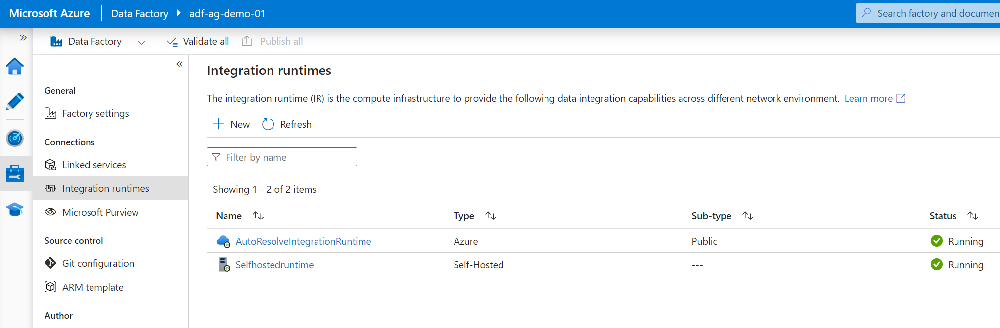 Microsoft Azure Data Factory adf-ag-demo-01 Search factory and documen
Data Factory Validate all Publish all
General
Factory settings
Connections
Linked services
Integration runtimes
Microsoft Purview
Source control
Git configuration
ARM template
Author
Integration runtimes
The integration runtime (IR) is the compute infrastructure to provide the following data integration capabilities across different network environment. Learn more
New Refresh
Filter by name
Showing 1 - 2 of 2 items
Name Type Sub-type Status
AutoResolveIntegrationRuntime Azure Public Running
Selfhostedruntime Self-Hosted --- Running